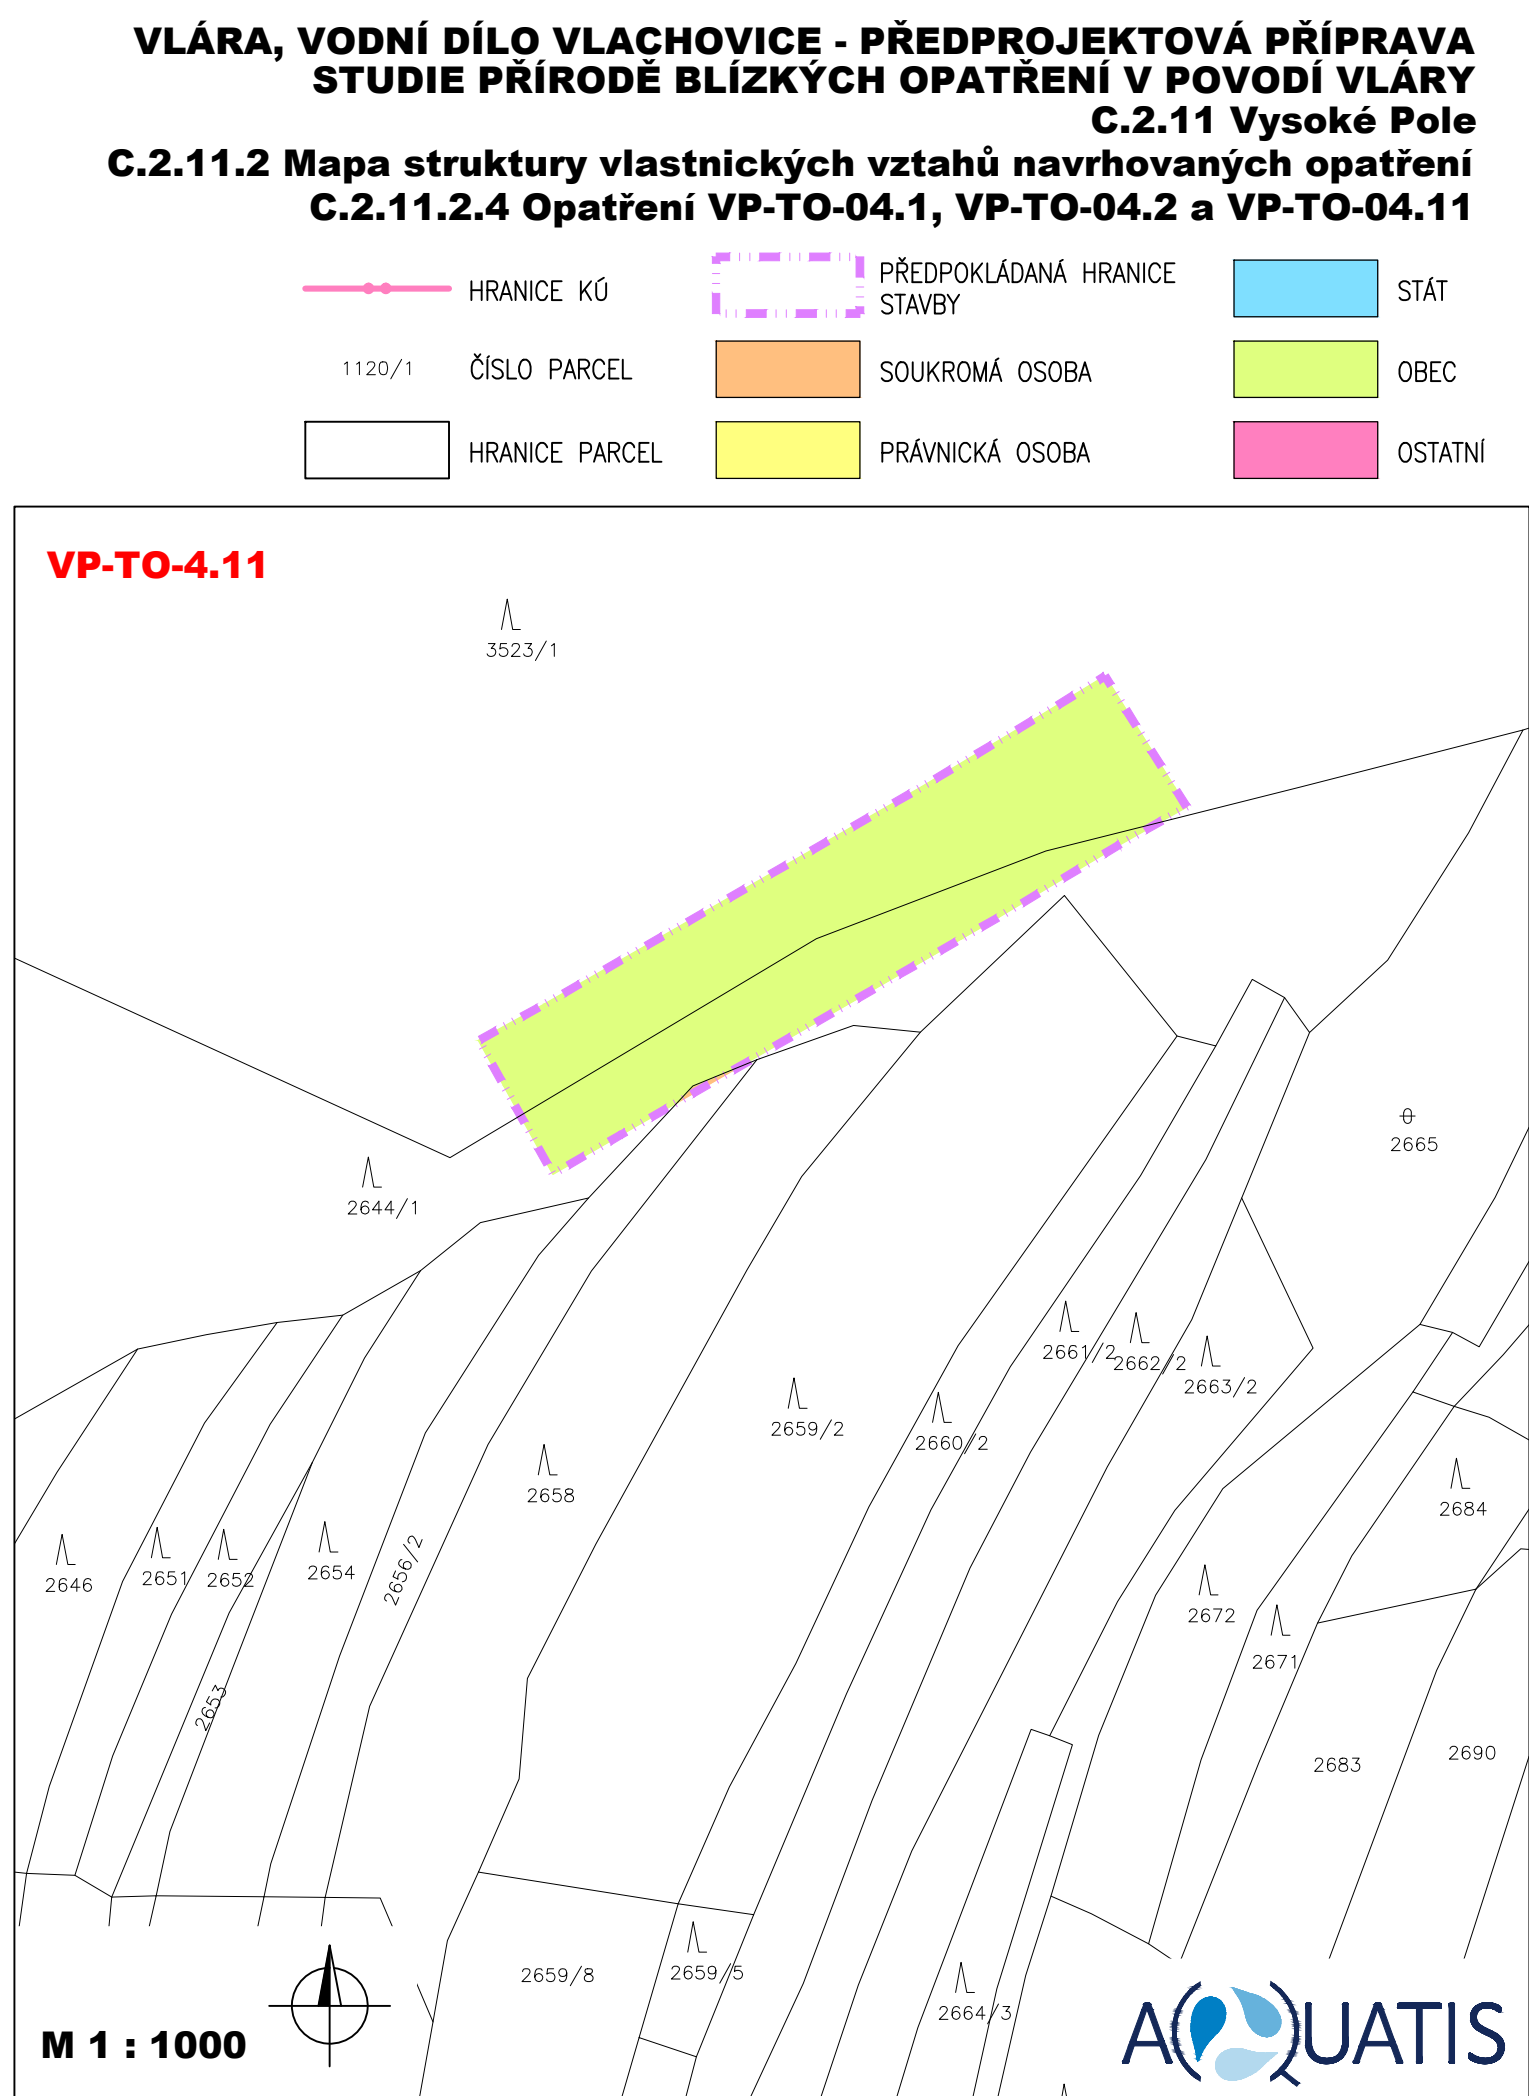 VLÁRA, VODNÍ DÍLO VLACHOVICE - PŘEDPROJEKTOVÁ PŘÍPRAVA
STUDIE PŘÍRODĚ BLÍZKÝCH OPATŘENÍ V POVODÍ VLÁRY
C.2.11 Vysoké Pole
C.2.11.2 Mapa struktury vlastnických vztahů navrhovaných opatření
C.2.11.2.4 Opatření VP-TO-04.1, VP-TO-04.2 a VP-TO-04.11
HRANICE KÚ
PŘEDPOKLÁDANÁ HRANICE
STAVBY
STÁT
1120/1
ČÍSLO PARCEL
SOUKROMÁ OSOBA
OBEC
HRANICE PARCEL
PRÁVNICKÁ OSOBA
OSTATNÍ
VP-TO-4.11
3523/1
2665
2644/1
2661/2
2662/2
2663/2
2659/2
2660/2
2658
2684
2646
2651
2652
2654
2656/2
2672
2671
2653
2683
2690
2659/8
2659/5
2664/3
M 1 : 1000
AQUATIS